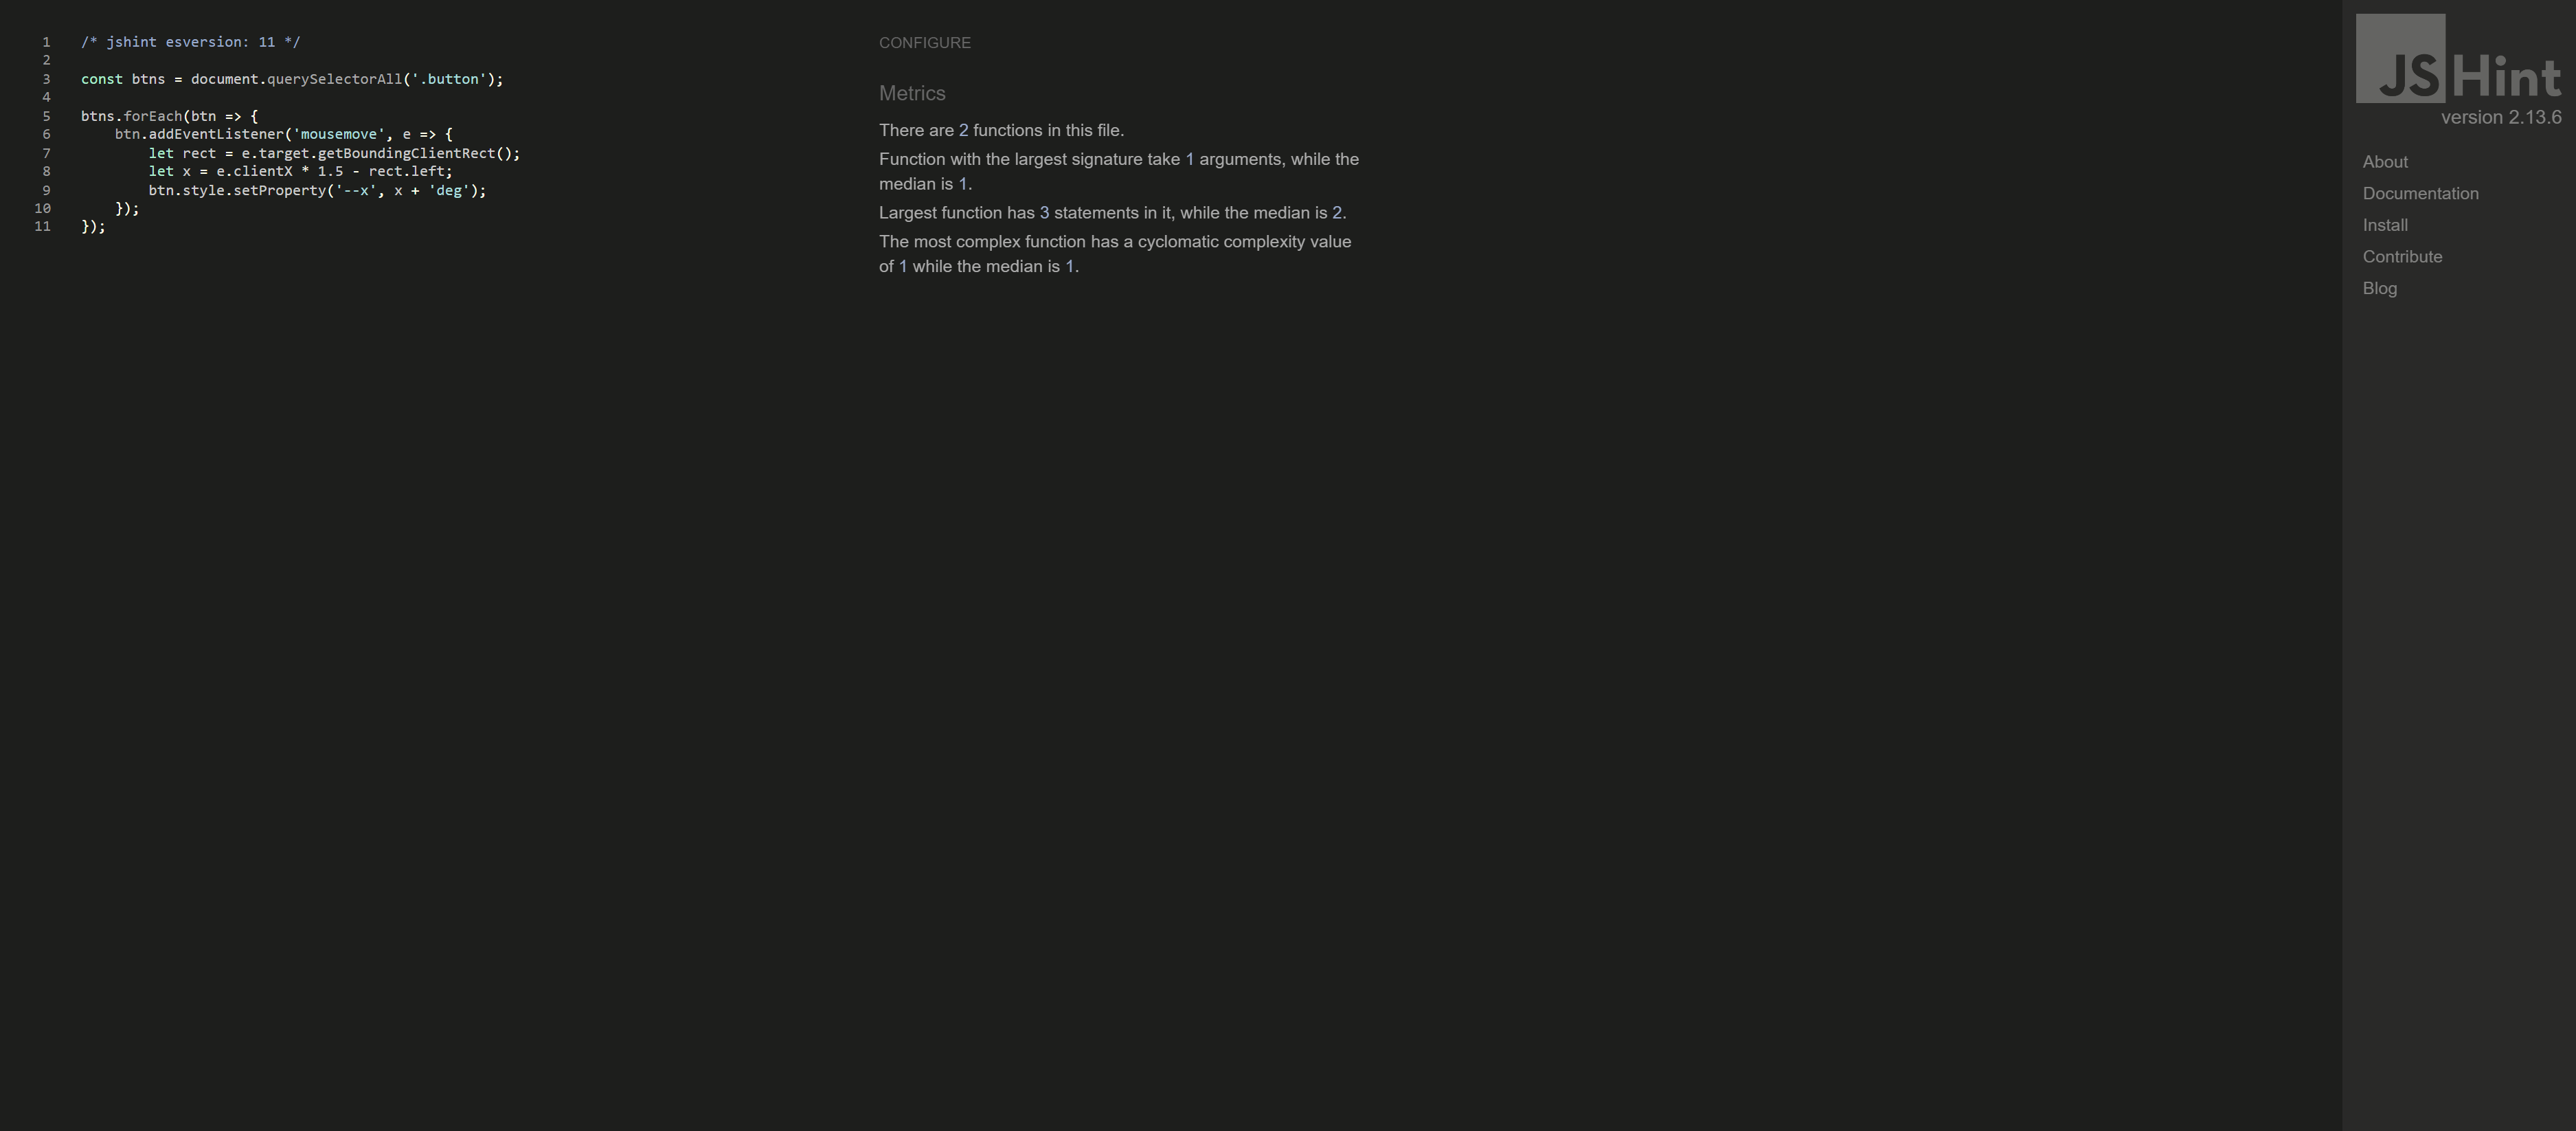 1 /* jshint esversion: 11 */
2
3 const btns = document.querySelectorAll('.button');
4
5 btns.forEach(btn => {
6 btn.addEventListener('mousemove', e => {
7 let rect = e.target.getBoundingClientRect();
8 let x = e.clientX * 1.5 - rect.left;
9 btn.style.setProperty('--x', x + 'deg');
10 });
11 });
CONFIGURE
Metrics
There are 2 functions in this file.
Function with the largest signature take 1 arguments, while the
median is 1.
Largest function has 3 statements in it, while the median is 2.
The most complex function has a cyclomatic complexity value
of 1 while the median is 1.
JSHint
version 2.13.6
About
Documentation
Install
Contribute
Blog